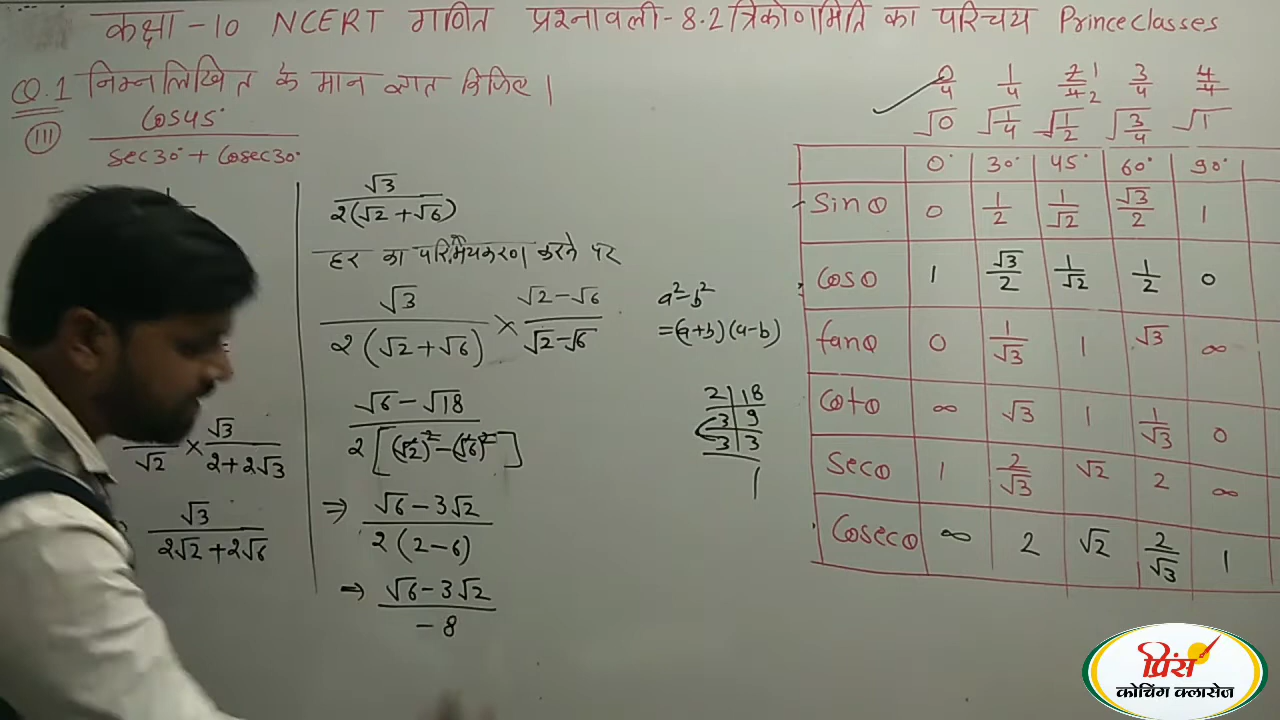 कक्षा -10 NCERT गणित प्रश्नावली-8.2 त्रिकोणमिति का परिचय Prince classes
Q.1 निम्नलिखित के मान ज्ञात किजिए |
(III) cos45° / (sec30° + cosec30°)
√2 × √3/(2+2√3)
√3/(2√2+2√6)
√3/(2(√2+√6))
हर का परिमेयकरण करने पर
√3/(2(√2+√6)) × (√2-√6)/(√2-√6)
a²-b²
=(a+b)(a-b)
(√6-√18)/(2[(√2)²-(√6)²])
2 | 18
3 | 9
3 | 3
1
⇒ (√6-3√2)/(2(2-6))
→ (√6-3√2)/-8
0/4 1/4 2/4 1 2 3/4 4/4
√0 √1/4 √1/2 √3/4 √1
0° 30° 45° 60° 90°
Sinθ 0 1/2 1/√2 √3/2 1
Cosθ 1 √3/2 1/√2 1/2 0
tanθ 0 1/√3 1 √3 ∞
Cotθ ∞ √3 1 1/√3 0
Secθ 1 2/√3 √2 2 ∞
Cosecθ ∞ 2 √2 2/√3 1
प्रिंस
कोचिंग क्लासेज